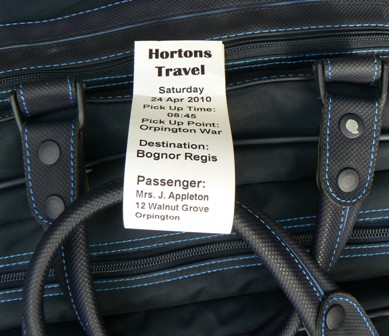 Hortons
Travel
Saturday
24 Apr 2010
Pick Up Time:
08:45
Pick Up Point:
Orpington War
Destination:
Bognor Regis
Passenger:
Mrs. J. Appleton
12 Walnut Grove
Orpington